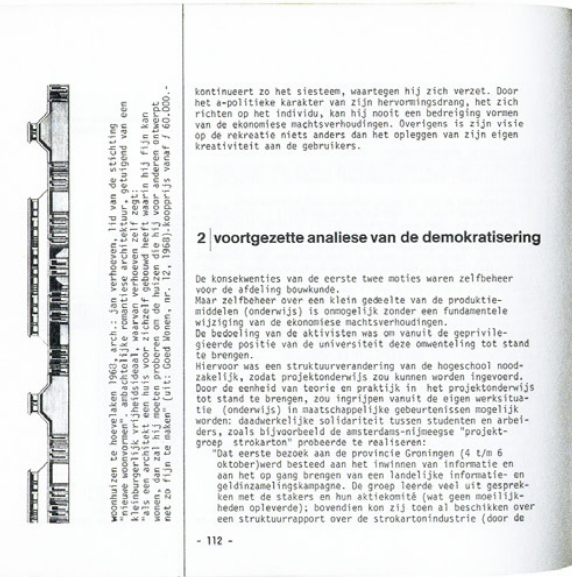 kontinueert zo het siesteem, waartegen hij zich verzet. Door
het a-politieke karakter van zijn hervormingsdrang, het zich
richten op het individu, kan hij nooit een bedreiging vormen
van de ekonomiese machtsverhoudingen. Overigens is zijn visie
op de rekreatie niets anders dan het opleggen van zijn eigen
kreativiteit aan de gebruikers.
2 voortgezette analiese van de demokratisering
De konsekwenties van de eerste twee moties waren zelfbeheer
voor de afdeling bouwkunde.
Maar zelfbeheer over een klein gedeelte van de produktie-
middelen (onderwijs) is onmogelijk zonder een fundamentele
wijziging van de ekonomiese machtsverhoudingen.
De bedoeling van de aktivisten was om vanuit de geprivile-
gieerde positie van de universiteit deze omwenteling tot stand
te brengen.
Hiervoor was een struktuurverandering van de hogeschool nood-
zakelijk, zodat projektonderwijs zou kunnen worden ingevoerd.
Door de eenheid van teorie en praktijk in het projektonderwijs
tot stand te brengen, zou ingrijpen vanuit de eigen werksitua-
tie (onderwijs) in maatschappelijke gebeurtenissen mogelijk
worden: daadwerkelijke solidariteit tussen studenten en arbei-
ders, zoals bijvoorbeeld de amsterdams-nijmeegse "projekt-
groep strokarton" probeerde te realiseren:
"Dat eerste bezoek aan de provincie Groningen (4 t/m 6
oktober)werd besteed aan het inwinnen van informatie en
aan het op gang brengen van een landelijke informatie- en
geldinzamelingskampagne. De groep leerde veel uit gesprek-
ken met de stakers en hun aktiekomité (wat geen moeilijk-
heden opleverde); bovendien kon zij toen al beschikken over
een struktuurrapport over de strokartonindustrie (door de
- 112 -
woonhuizen te hoevelaken 1968, arch.: jan verhoeven, lid van de stichting
"nieuwe woonvormen". ambachtelijke romantiese architektuur, getuigend van een
kleinburgerlijk vrijheidsideaal, waarvan verhoeven zelf zegt:
"als een architekt een huis voor zichzelf gebouwd heeft waarin hij fijn kan
wonen, dan zal hij moeten proberen om de huizen die hij voor anderen ontwerpt
net zo fijn te maken" (uit: Goed Wonen, nr. 12, 1968).koopprijs vanaf ƒ 60.000.-